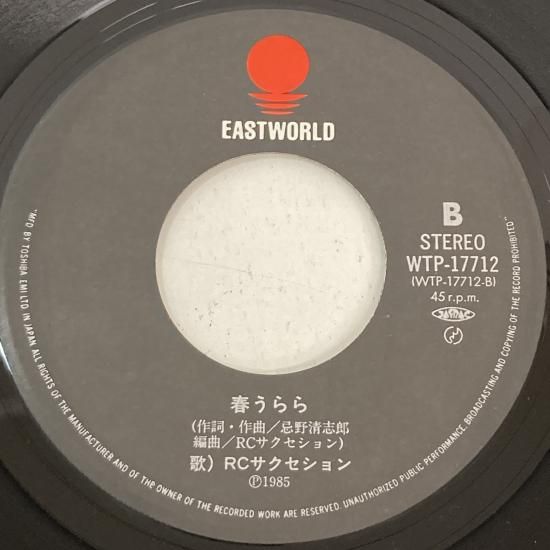 EASTWORLD
B
STEREO
WTP-17712
(WTP-17712-B)
45 r.p.m.
JASRAC
春うらら
(作詞・作曲/忌野清志郎
編曲/RCサクセション)
歌) RCサクセション
Ⓟ1985
"MFD BY TOSHIBA EMI LTD IN JAPAN ALL RIGHTS OF THE MANUFACTURER AND OF THE OWNER OF THE RECORDED WORK ARE RESERVED. UNAUTHORIZED PUBLIC PERFORMANCE, BROADCASTING AND COPYING OF THE RECORD PROHIBITED"